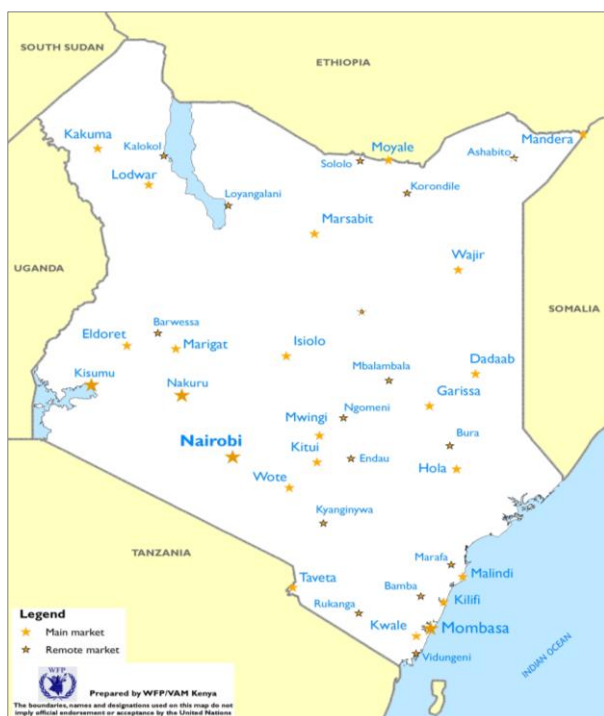 SOUTH SUDAN
ETHIOPIA
Kakuma
Kalokol
Lodwar
Loyangalani
Sololo
Moyale
Ashabito
Mandera
Korondile
Marsabit
Wajir
UGANDA
SOMALIA
Eldoret
Barwessa
Marigat
Isiolo
Kisumu
Nakuru
Mbalambala
Dadaab
Garissa
Ngomeni
Mwingi
Nairobi
Kitui
Endau
Bura
Hola
Wote
Kyanginywa
TANZANIA
Marafa
Malindi
Taveta
Bamba
Kilifi
Rukanga
Kwale
Mombasa
Vidungeni
INDIAN OCEAN
Legend
Main market
Remote market
WFP
Prepared by WFP/VAM Kenya
The boundaries, names and designations used on this map do not
imply official endorsement or acceptance by the United Nations